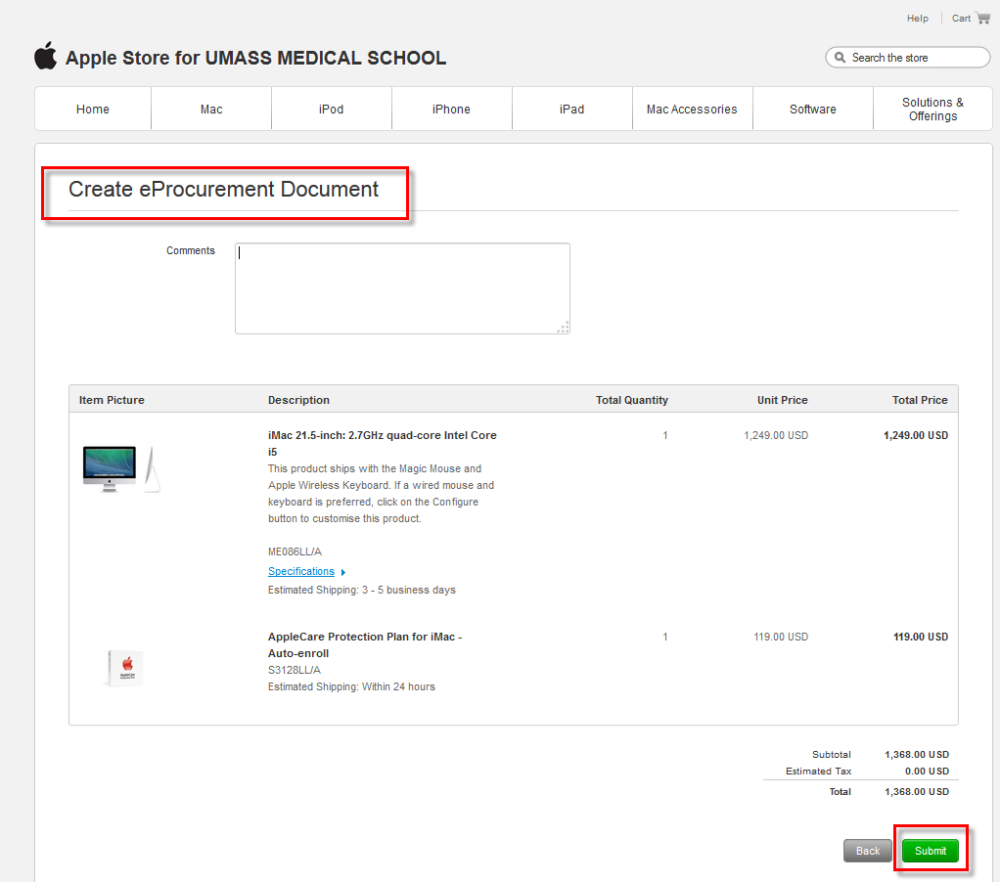 Help
Cart
Apple Store for UMASS MEDICAL SCHOOL
Search the store
Home
Mac
iPod
iPhone
iPad
Mac Accessories
Software
Solutions &
Offerings
Create eProcurement Document
Comments
Item Picture Description Total Quantity Unit Price Total Price
iMac 21.5-inch: 2.7GHz quad-core Intel Core 1 1,249.00 USD 1,249.00 USD
i5
This product ships with the Magic Mouse and
Apple Wireless Keyboard. If a wired mouse and
keyboard is preferred, click on the Configure
button to customise this product.
ME086LL/A
Specifications
Estimated Shipping: 3 - 5 business days
AppleCare Protection Plan for iMac - 1 119.00 USD 119.00 USD
Auto-enroll
S3128LL/A
Estimated Shipping: Within 24 hours
Subtotal 1,368.00 USD
Estimated Tax 0.00 USD
Total 1,368.00 USD
Back
Submit